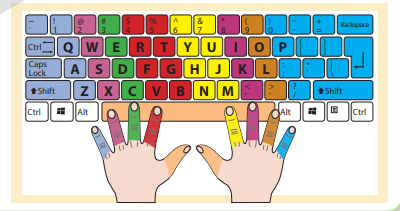 ~ ` ! 1 @ 2 # 3 $ 4 % 5 ^ 6 & 7 * 8 ( 9 ) 0 - + = Backspace
Ctrl Q W E R T Y U I O P
Caps Lock A S D F G H J K L : ;
Shift Z X C V B N M < > ? / Shift
Ctrl Alt Alt Ctrl